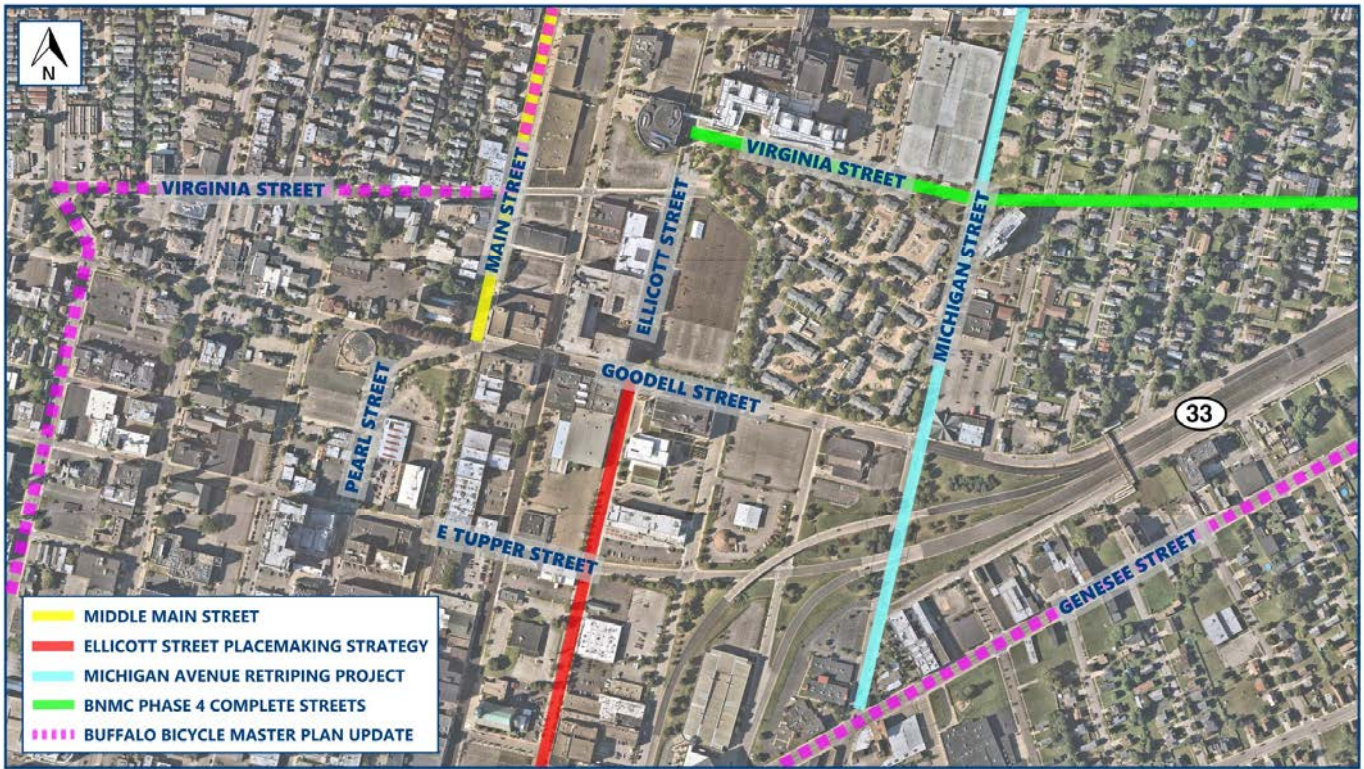 N
VIRGINIA STREET
MAIN STREET
ELLICOTT STREET
VIRGINIA STREET
MICHIGAN STREET
PEARL STREET
GOODELL STREET
33
E TUPPER STREET
GENESEE STREET
MIDDLE MAIN STREET
ELLICOTT STREET PLACEMAKING STRATEGY
MICHIGAN AVENUE RETRIPING PROJECT
BNMC PHASE 4 COMPLETE STREETS
BUFFALO BICYCLE MASTER PLAN UPDATE